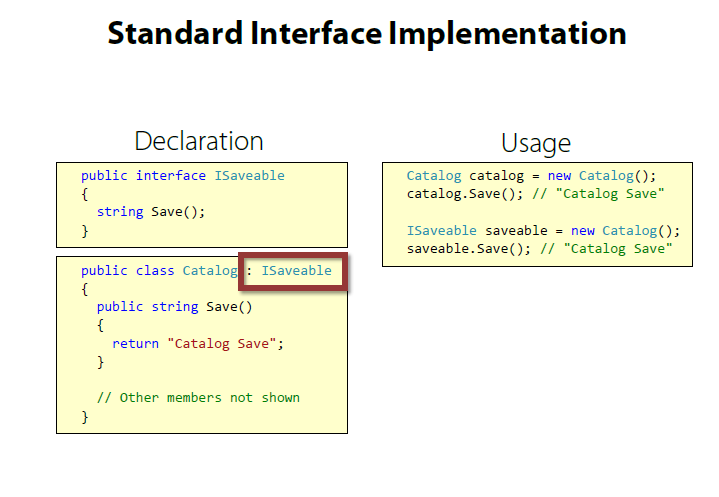 Standard Interface Implementation
Declaration
public interface ISaveable
{
string Save();
}
public class Catalog : ISaveable
{
public string Save()
{
return "Catalog Save";
}
// Other members not shown
}
Usage
Catalog catalog = new Catalog();
catalog.Save(); // "Catalog Save"
ISaveable saveable = new Catalog();
saveable.Save(); // "Catalog Save"